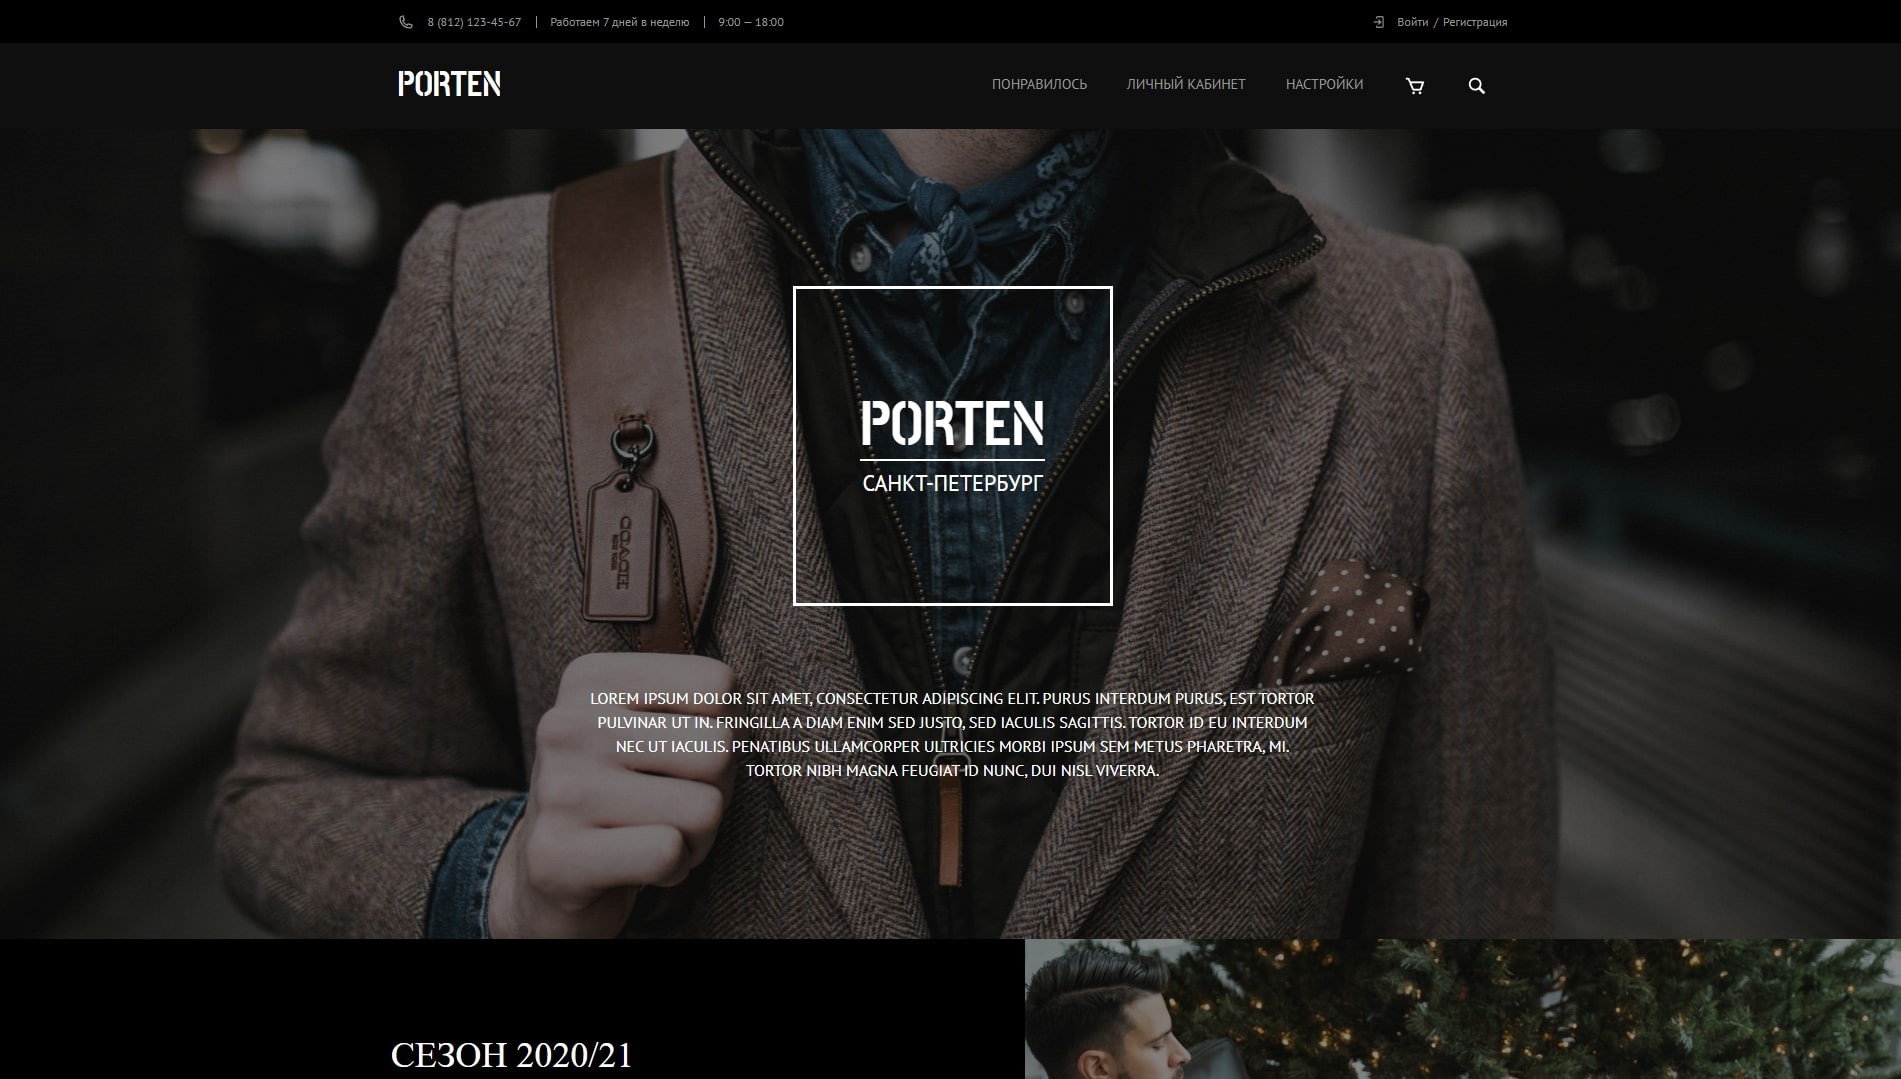 8 (812) 123-45-67 | Работаем 7 дней в неделю | 9:00 — 18:00
Войти / Регистрация
PORTEN
ПОНРАВИЛОСЬ
ЛИЧНЫЙ КАБИНЕТ
НАСТРОЙКИ
PORTEN
САНКТ-ПЕТЕРБУРГ
COACH
LOREM IPSUM DOLOR SIT AMET, CONSECTETUR ADIPISCING ELIT. PURUS INTERDUM PURUS, EST TORTOR
PULVINAR UT IN. FRINGILLA A DIAM ENIM SED JUSTO, SED IACULIS SAGITTIS. TORTOR ID EU INTERDUM
NEC UT IACULIS. PENATIBUS ULLAMCORPER ULTRICIES MORBI IPSUM SEM METUS PHARETRA, MI.
TORTOR NIBH MAGNA FEUGIAT ID NUNC, DUI NISL VIVERRA.
СЕЗОН 2020/21